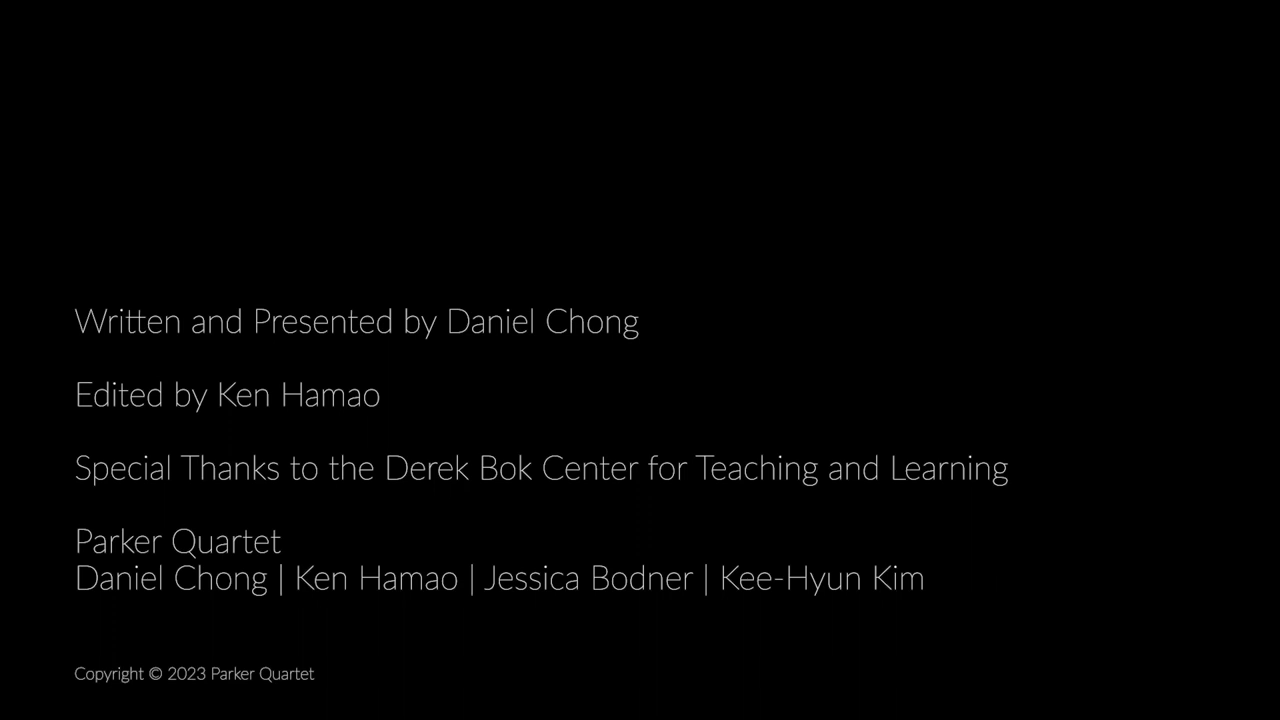 Written and Presented by Daniel Chong
Edited by Ken Hamao
Special Thanks to the Derek Bok Center for Teaching and Learning
Parker Quartet
Daniel Chong | Ken Hamao | Jessica Bodner | Kee-Hyun Kim
Copyright © 2023 Parker Quartet